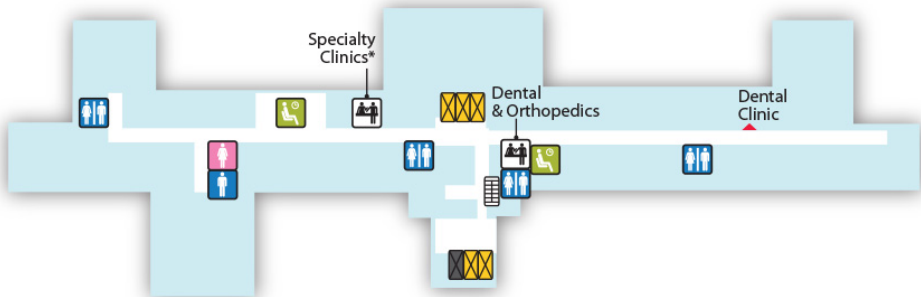 Specialty
Clinics*
Dental
& Orthopedics
Dental
Clinic